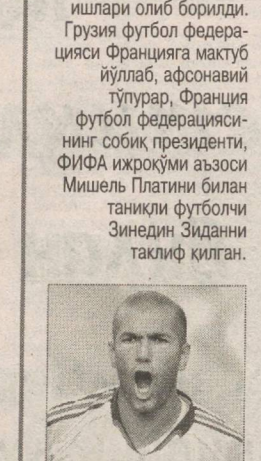 ишлари олиб борилди.
Грузия футбол федера-
цияси Францияга мактуб
йўллаб, афсонавий
тўпурар, Франция
футбол федерацияси-
нинг собиқ президенти,
ФИФА ижроқўми аъзоси
Мишель Платини билан
таниқли футболчи
Зинедин Зиданни
таклиф қилган.